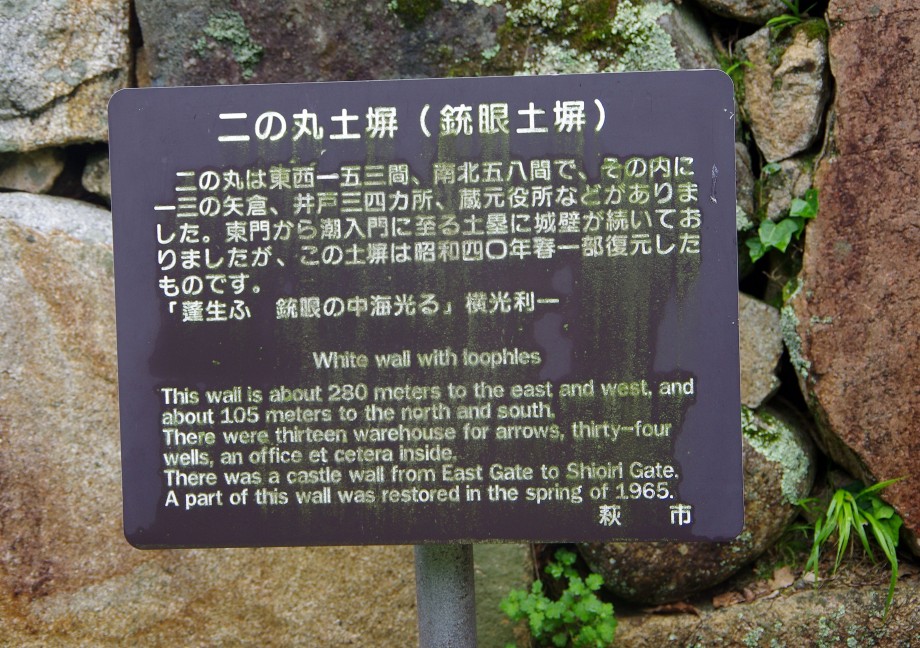 二の丸土塀（銃眼土塀）
二の丸は東西一五三間、南北五八間で、その内に
一三の矢倉、井戸三四カ所、蔵元役所などがありま
した。東門から潮入門に至る土塁に城壁が続いてお
りましたが、この土塀は昭和四〇年春一部復元した
ものです。
「蓬生ふ　銃眼の中海光る」横光利一
White wall with loophles
This wall is about 280 meters to the east and west, and
about 105 meters to the north and south.
There were thirteen warehouse for arrows, thirty-four
wells, an office et cetera inside.
There was a castle wall from East Gate to Shioiri Gate.
A part of this wall was restored in the spring of 1965.
萩　市